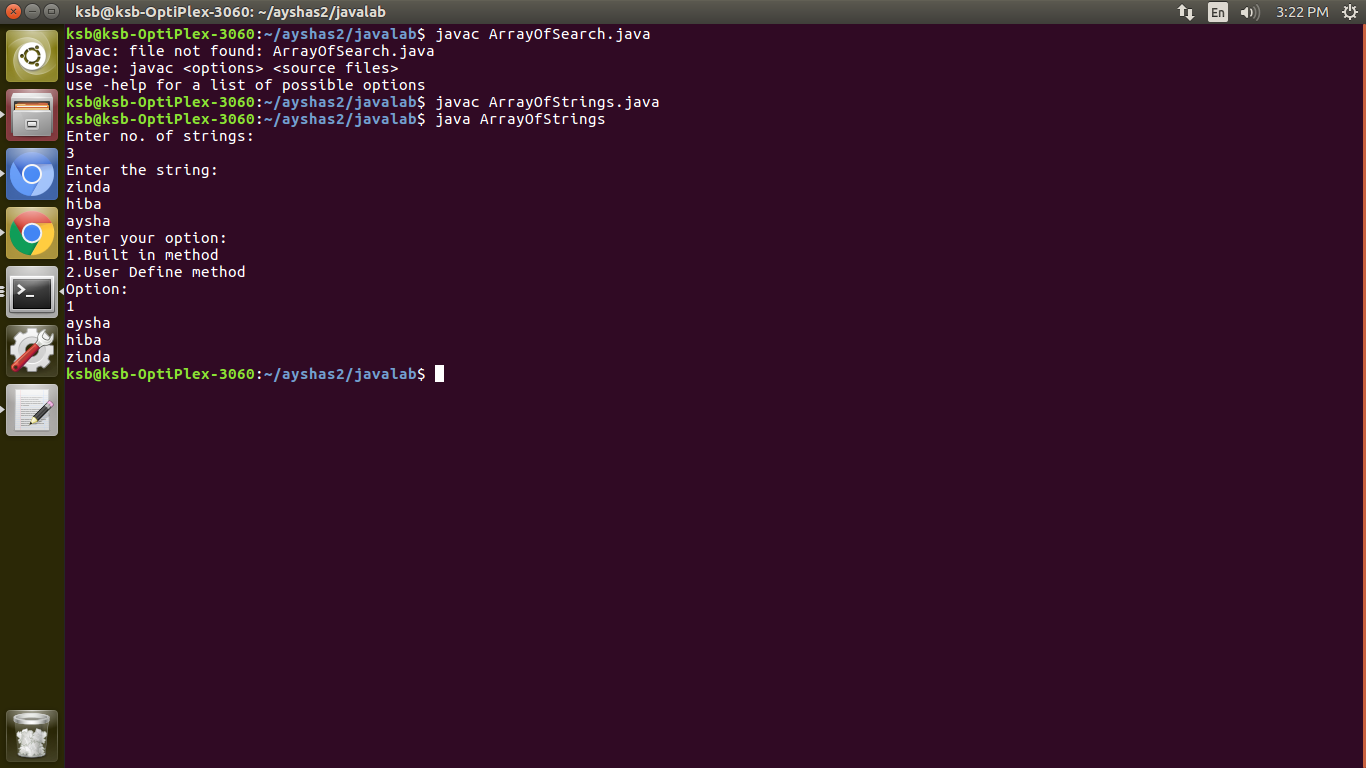 ksb@ksb-OptiPlex-3060: ~/ayshas2/javalab
En
3:22 PM
ksb@ksb-OptiPlex-3060:~/ayshas2/javalab$ javac ArrayOfSearch.java
javac: file not found: ArrayOfSearch.java
Usage: javac <options> <source files>
use -help for a list of possible options
ksb@ksb-OptiPlex-3060:~/ayshas2/javalab$ javac ArrayOfStrings.java
ksb@ksb-OptiPlex-3060:~/ayshas2/javalab$ java ArrayOfStrings
Enter no. of strings:
3
Enter the string:
zinda
hiba
aysha
enter your option:
1.Built in method
2.User Define method
Option:
1
aysha
hiba
zinda
ksb@ksb-OptiPlex-3060:~/ayshas2/javalab$